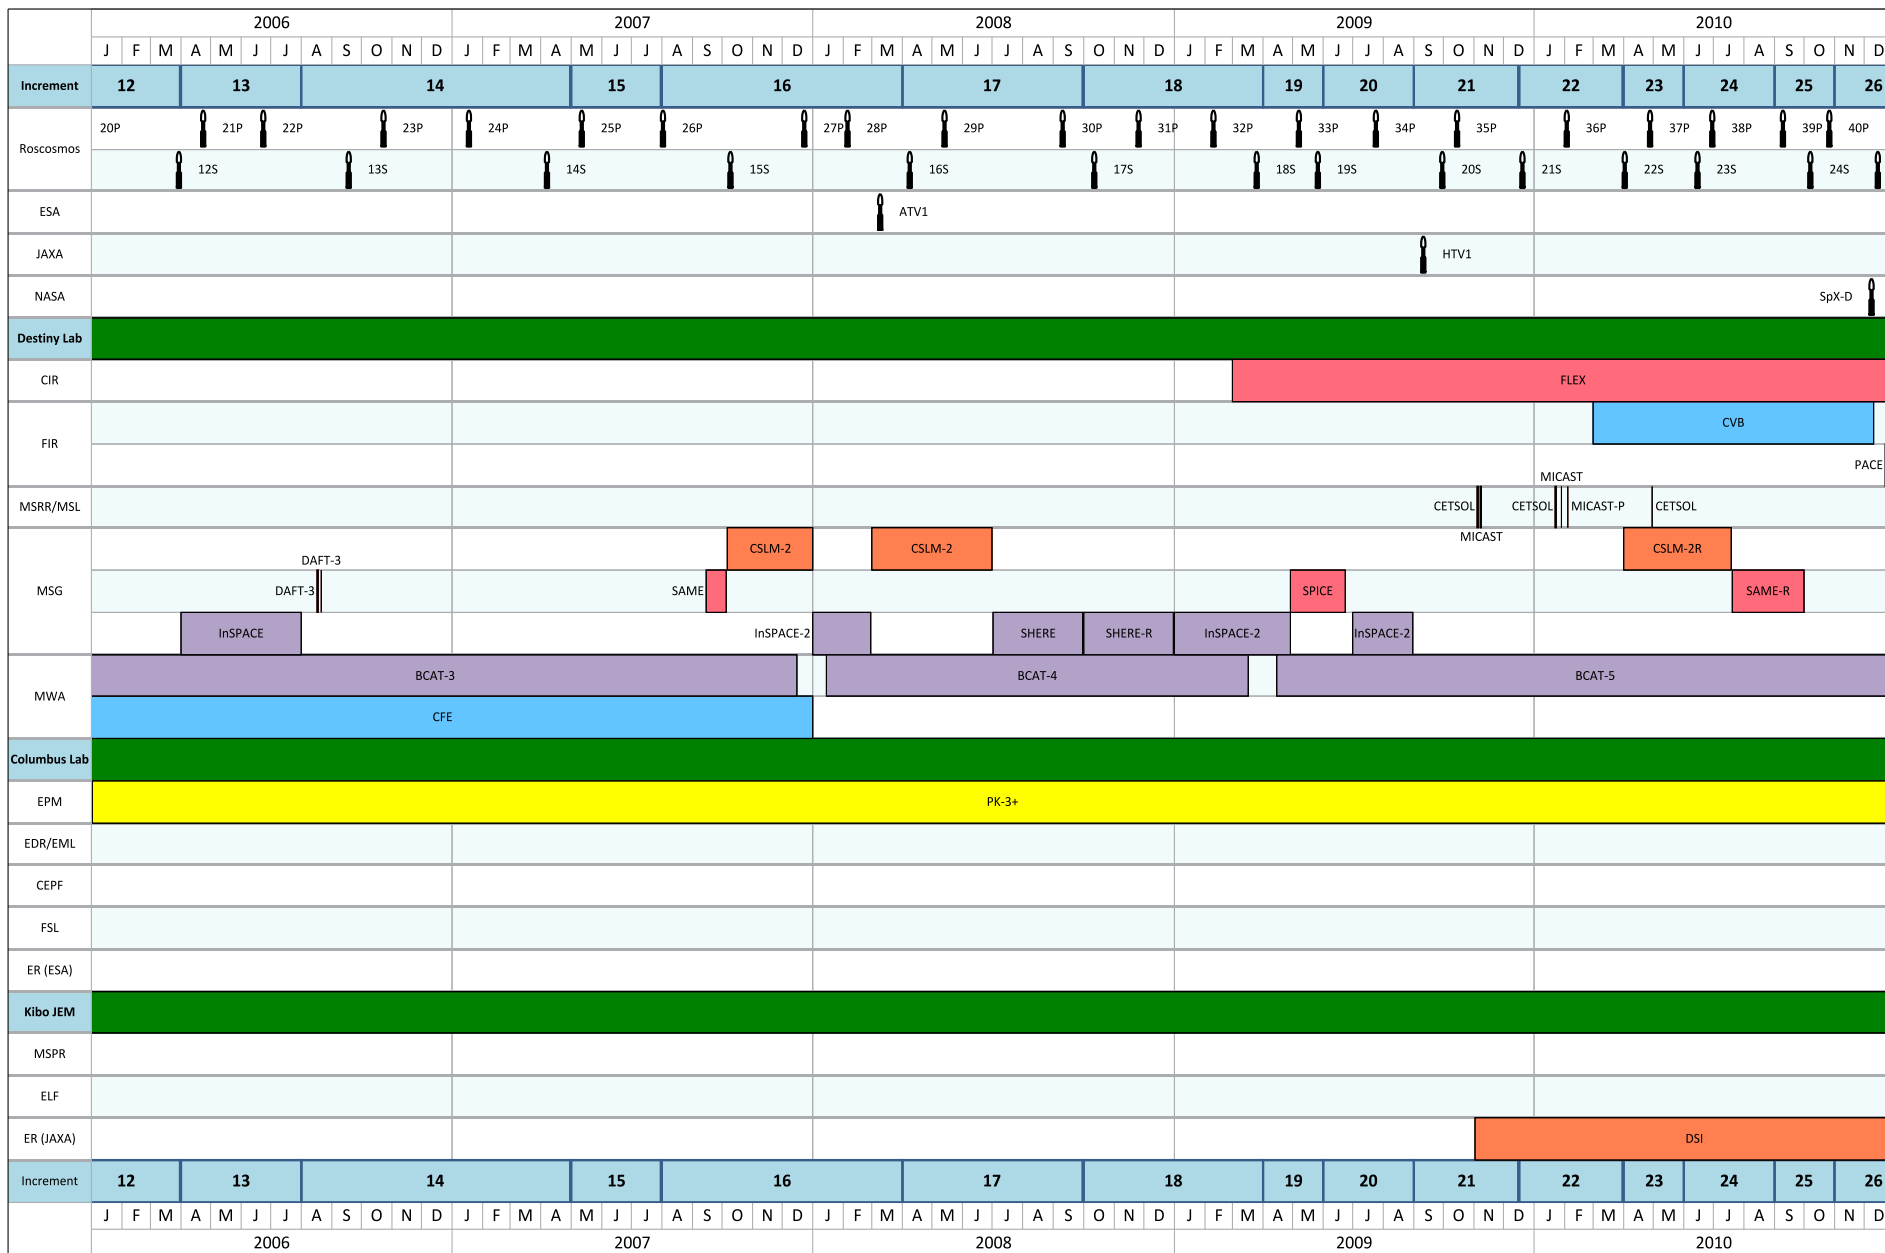 2006 2007 2008 2009 2010
J F M A M J J A S O N D J F M A M J J A S O N D J F M A M J J A S O N D J F M A M J J A S O N D J F M A M J J A S O N D
Increment 12 13 14 15 16 17 18 19 20 21 22 23 24 25 26
Roscosmos
20P 21P 22P 23P 24P 25P 26P 27P 28P 29P 30P 31P 32P 33P 34P 35P 36P 37P 38P 39P 40P
12S 13S 14S 15S 16S 17S 18S 19S 20S 21S 22S 23S 24S
ESA ATV1
JAXA HTV1
NASA SpX-D
Destiny Lab
CIR FLEX
FIR CVB
PACE
MICAST
MSRR/MSL CETSOL CETSOL MICAST-P CETSOL
MICAST
MSG CSLM-2 CSLM-2 CSLM-2R
DAFT-3
DAFT-3 SAME SPICE SAME-R
InSPACE InSPACE-2 SHERE SHERE-R InSPACE-2 InSPACE-2
MWA BCAT-3 BCAT-4 BCAT-5
CFE
Columbus Lab
EPM PK-3+
EDR/EML
CEPF
FSL
ER (ESA)
Kibo JEM
MSPR
ELF
ER (JAXA) DSI
Increment 12 13 14 15 16 17 18 19 20 21 22 23 24 25 26
J F M A M J J A S O N D J F M A M J J A S O N D J F M A M J J A S O N D J F M A M J J A S O N D J F M A M J J A S O N D
2006 2007 2008 2009 2010